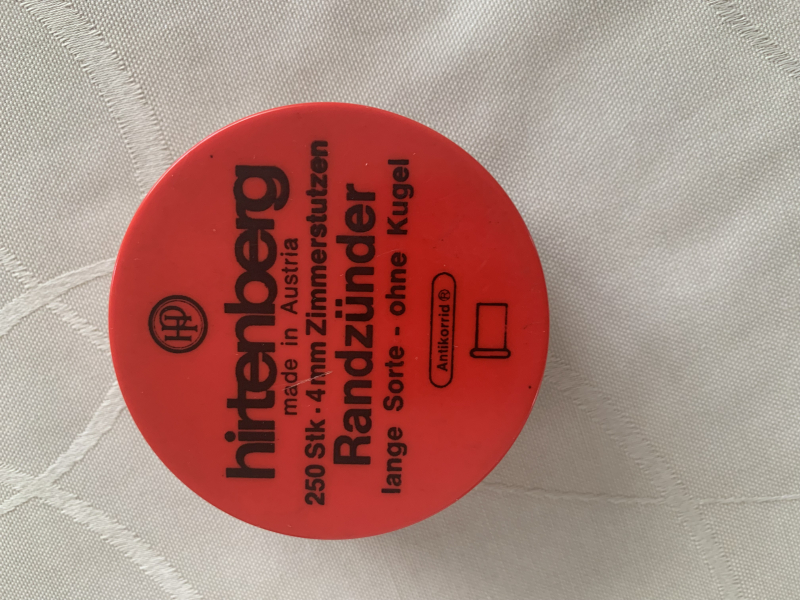 HP
hirtenberg
made in Austria
250 Stk · 4 mm Zimmerstutzen
Randzünder
lange Sorte - ohne Kugel
Antikorrid ®